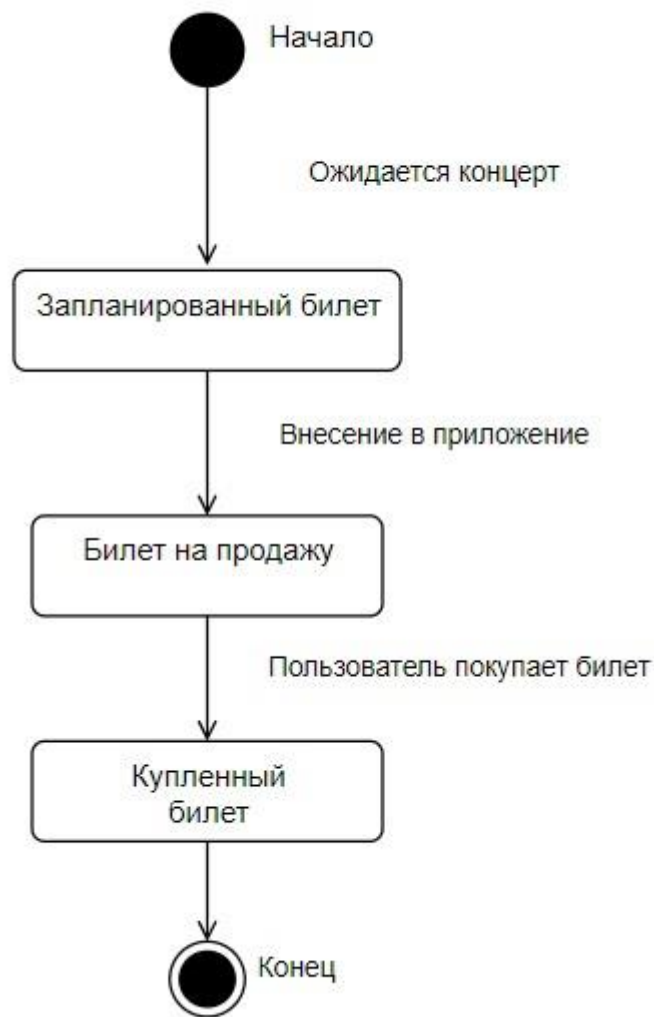 Начало
Ожидается концерт
Запланированный билет
Внесение в приложение
Билет на продажу
Пользователь покупает билет
Купленный
билет
Конец